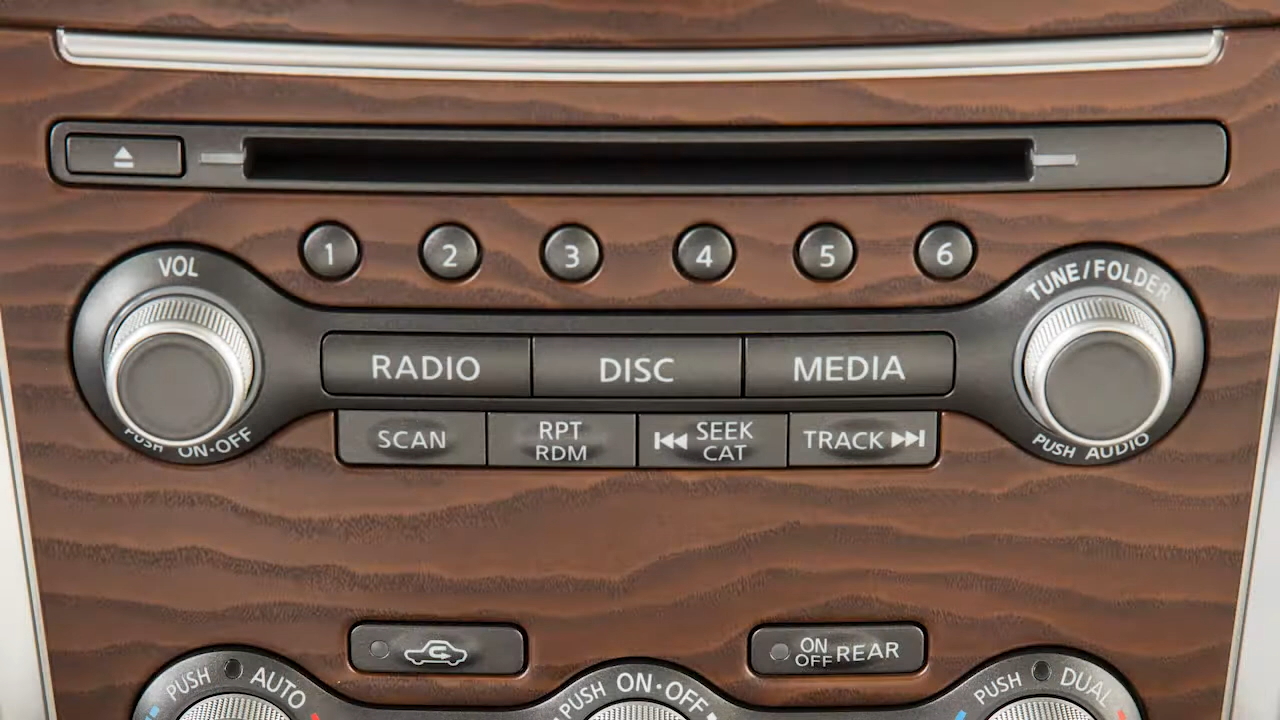 1 2 3 4 5 6
VOL
TUNE/FOLDER
RADIO DISC MEDIA
PUSH ON·OFF
SCAN
RPT
RDM
SEEK
CAT
TRACK
PUSH AUDIO
ON
OFF
REAR
PUSH AUTO
PUSH ON·OFF
PUSH DUAL